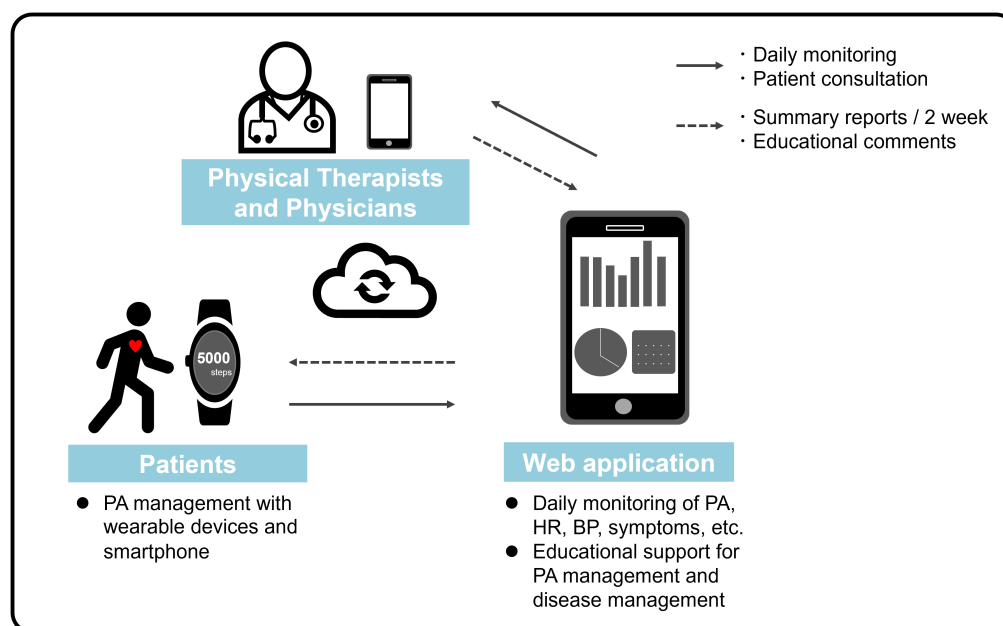 ・Daily monitoring
・Patient consultation
・Summary reports / 2 week
・Educational comments
Physical Therapists
and Physicians
5000
steps
Patients
● PA management with
wearable devices and
smartphone
Web application
● Daily monitoring of PA,
HR, BP, symptoms, etc.
● Educational support for
PA management and
disease management